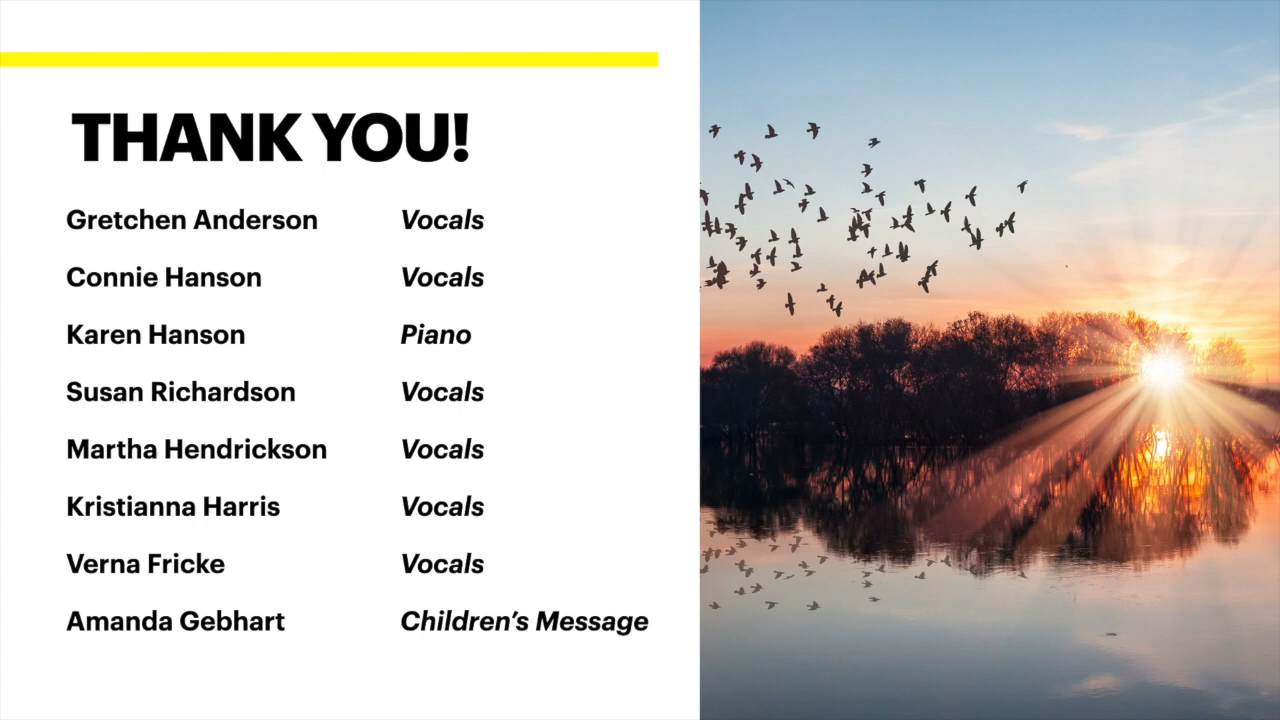 THANK YOU!
Gretchen Anderson Vocals
Connie Hanson Vocals
Karen Hanson Piano
Susan Richardson Vocals
Martha Hendrickson Vocals
Kristianna Harris Vocals
Verna Fricke Vocals
Amanda Gebhart Children’s Message